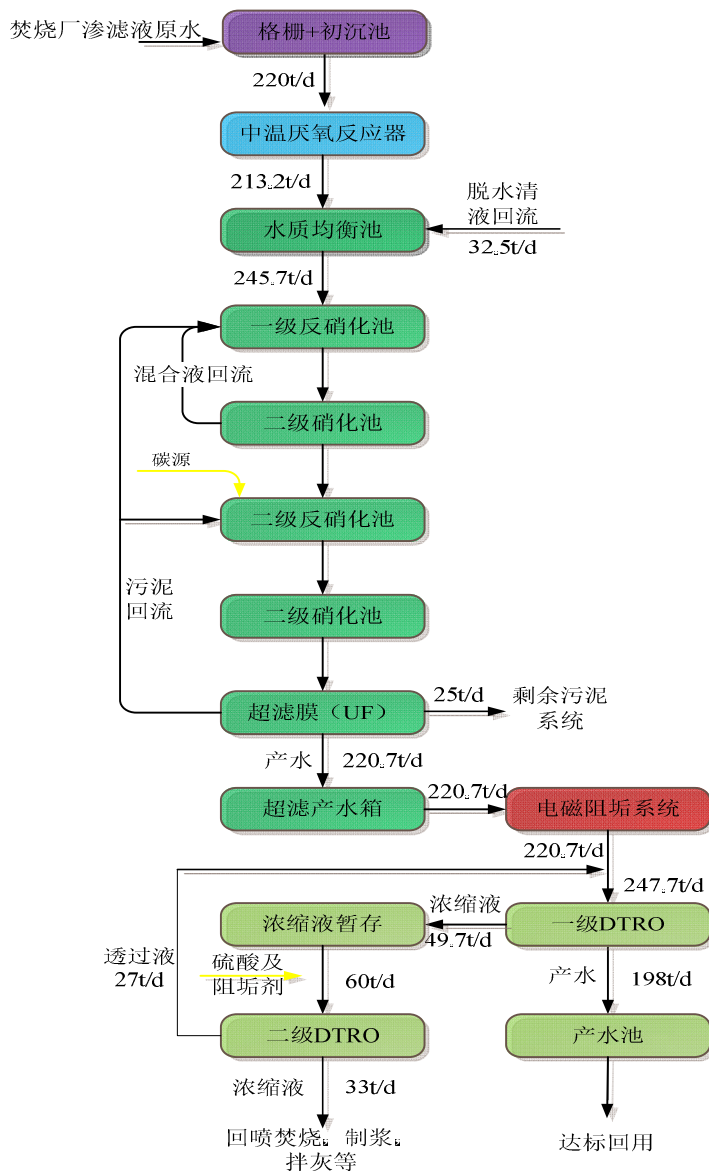 焚烧厂渗滤液原水
格栅+初沉池
220t/d
中温厌氧反应器
213.2t/d
脱水清
液回流
水质均衡池
32.5t/d
245.7t/d
一级反硝化池
混合液回流
二级硝化池
碳源
二级反硝化池
污泥
回流
二级硝化池
25t/d
超滤膜（UF）
剩余污泥
系统
产水
220.7t/d
220.7t/d
超滤产水箱
电磁阻垢系统
220.7t/d
247.7t/d
浓缩液
浓缩液暂存
49.7t/d
一级DTRO
透过液
27t/d
硫酸及
阻垢剂
60t/d
产水
198t/d
二级DTRO
产水池
浓缩液
33t/d
回喷焚烧。制浆。
拌灰等
达标回用